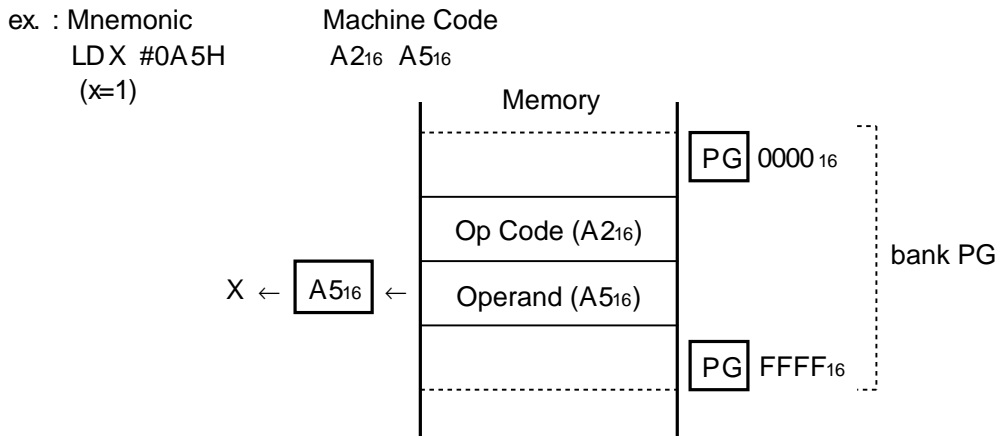 ex. : Mnemonic Machine Code
LDX #0A5H A2₁₆ A5₁₆
(x=1)
Memory
PG 0000₁₆
Op Code (A2₁₆)
bank PG
X ← A5₁₆ ← Operand (A5₁₆)
PG FFFF₁₆